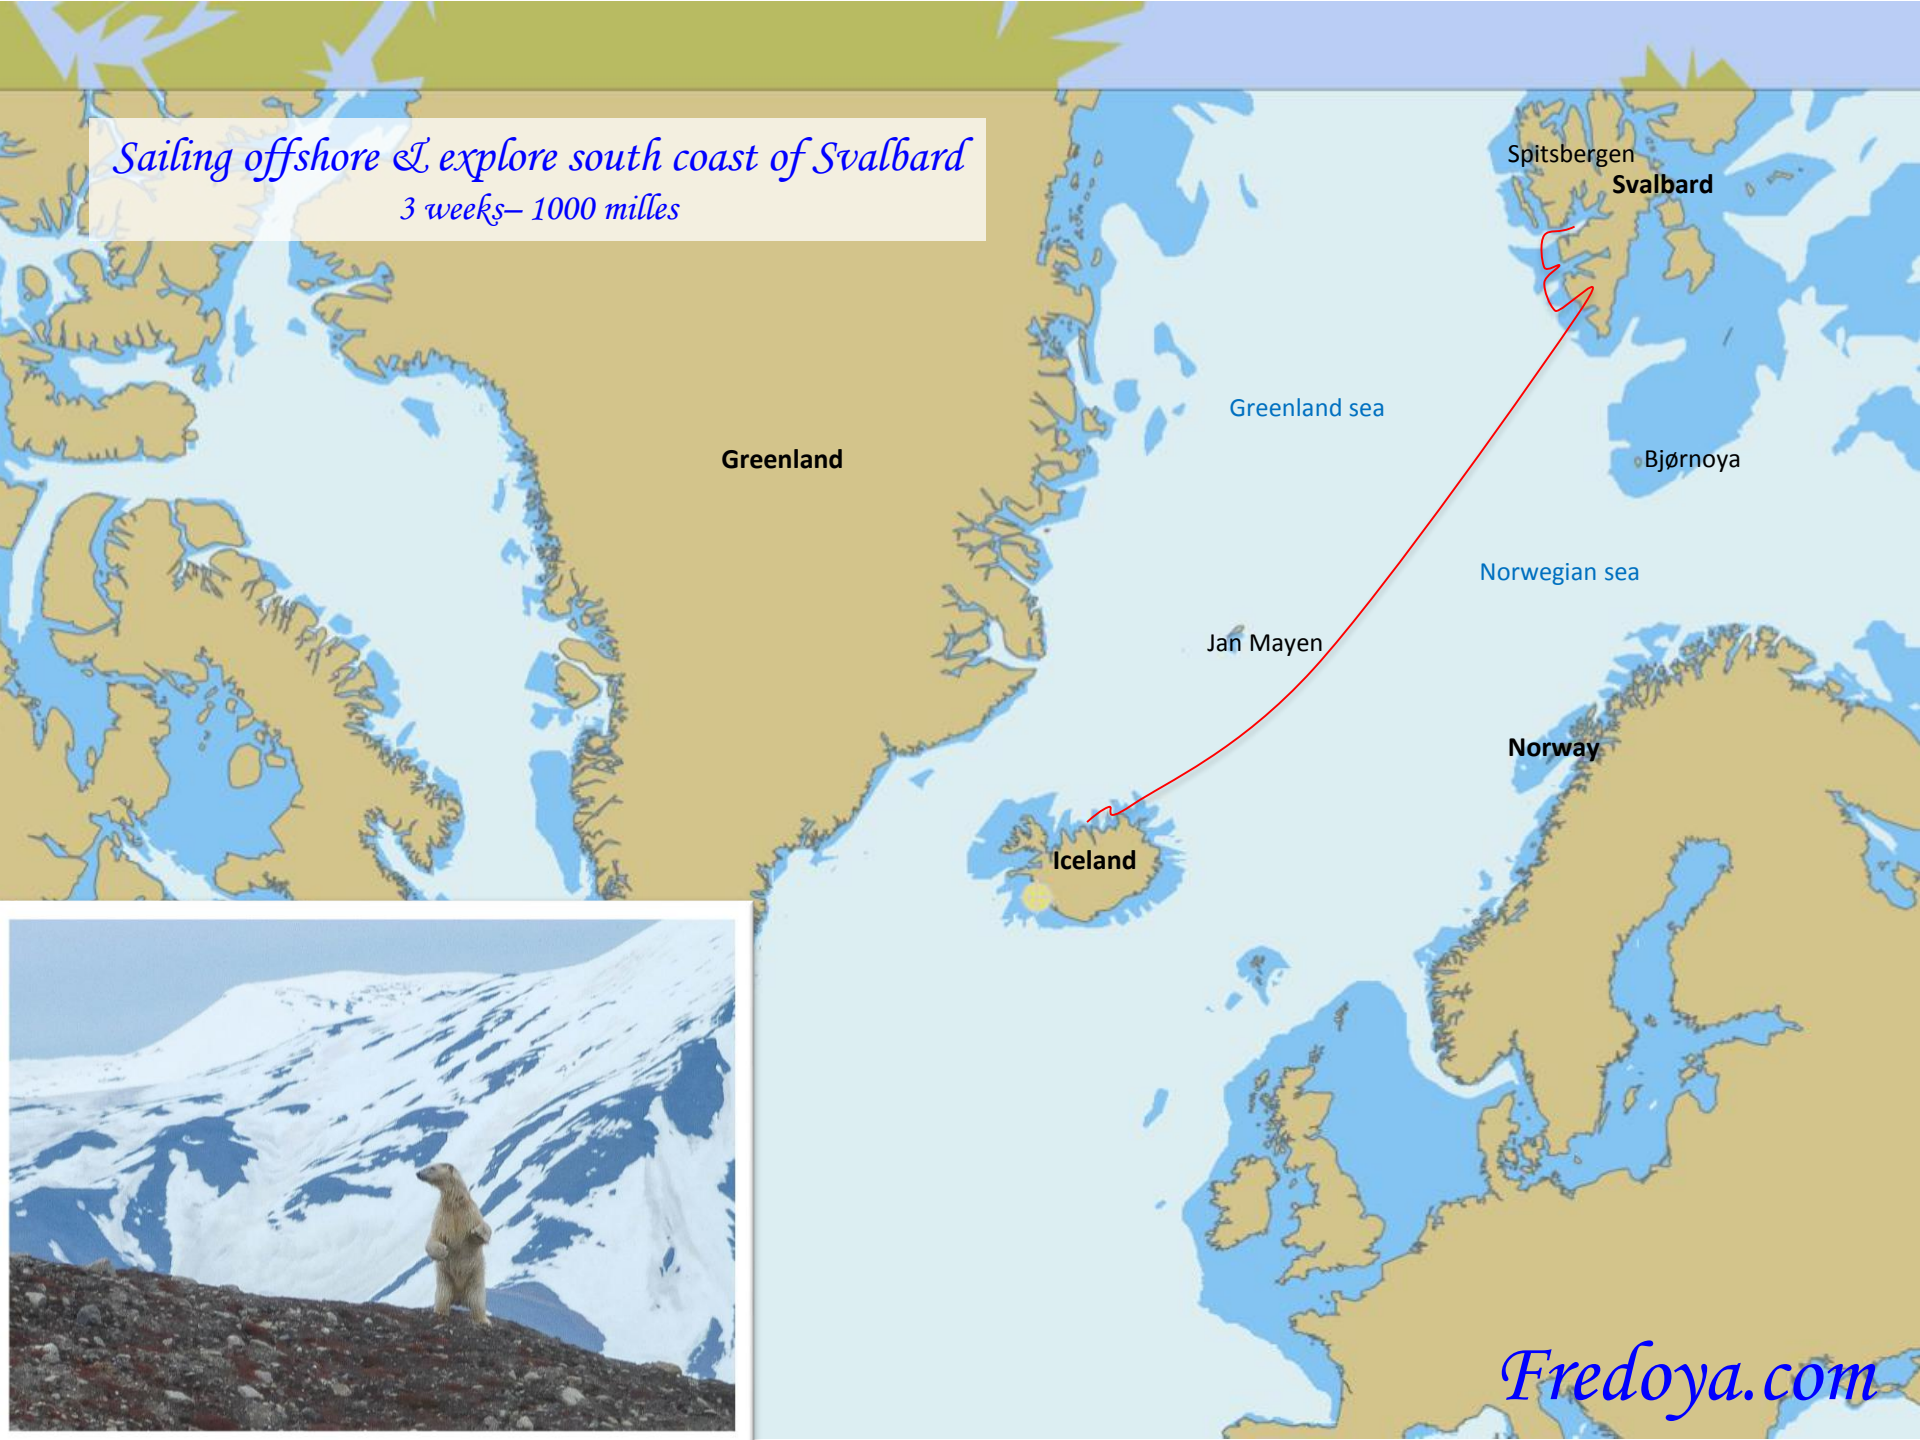 Sailing offshore & explore south coast of Svalbard
3 weeks– 1000 milles
Spitsbergen
Svalbard
Greenland sea
Greenland
Bjørnoya
Norwegian sea
Jan Mayen
Norway
Iceland
Fredoya.com